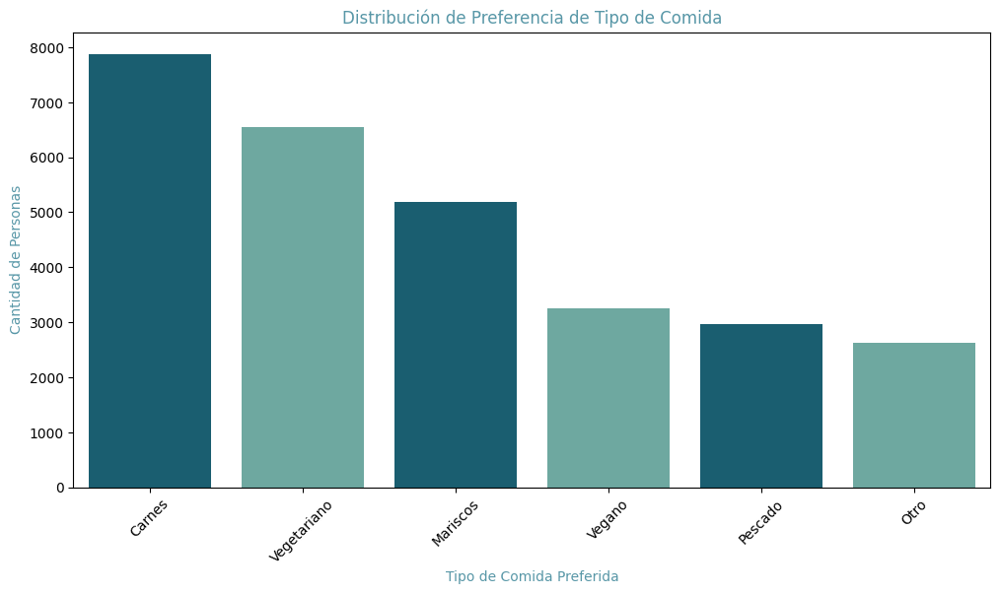 Distribución de Preferencia de Tipo de Comida
Cantidad de Personas
8000
7000
6000
5000
4000
3000
2000
1000
0
Carnes
Vegetariano
Mariscos
Vegano
Pescado
Otro
Tipo de Comida Preferida